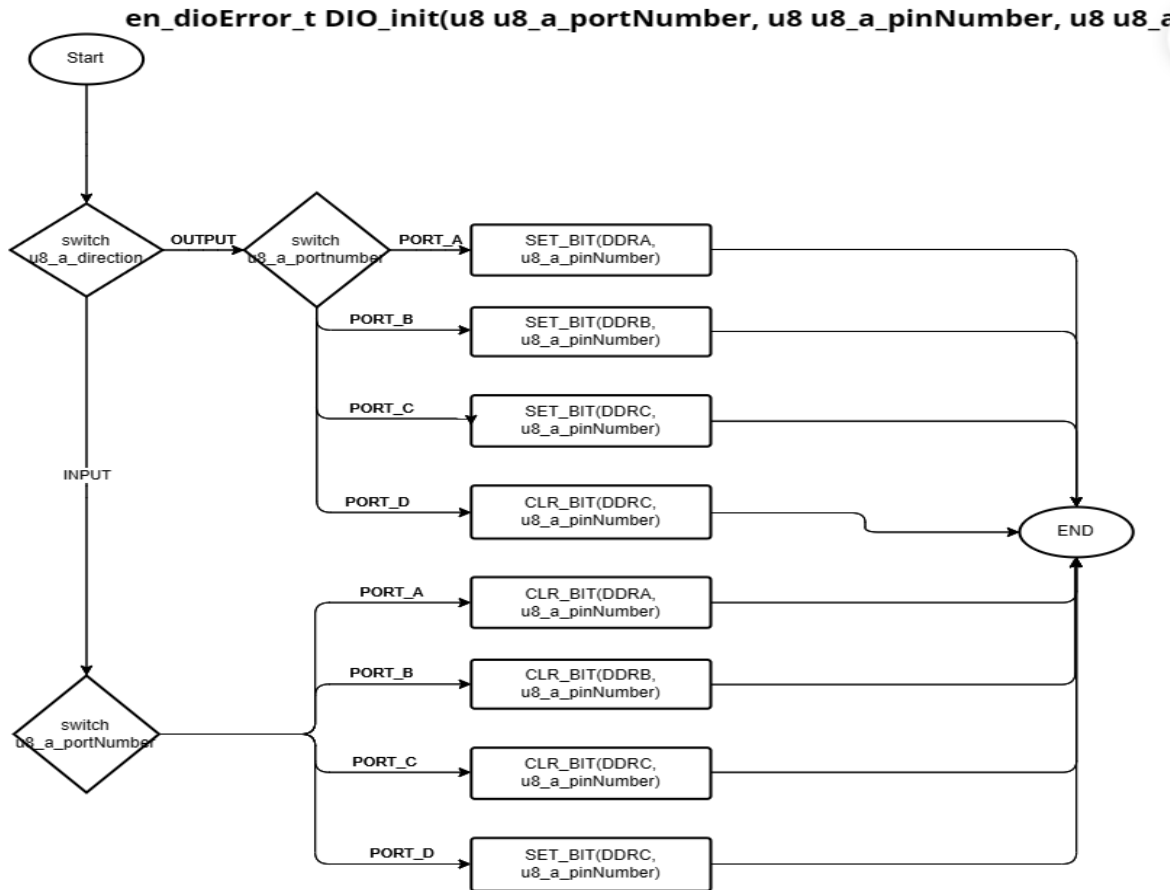 en_dioError_t DIO_init(u8 u8_a_portNumber, u8 u8_a_pinNumber, u8 u8_a
Start
switch
u8_a_direction
OUTPUT
switch
u8_a_portnumber
PORT_A
SET_BIT(DDRA,
u8_a_pinNumber)
PORT_B
SET_BIT(DDRB,
u8_a_pinNumber)
PORT_C
SET_BIT(DDRC,
u8_a_pinNumber)
INPUT
PORT_D
CLR_BIT(DDRC,
u8_a_pinNumber)
END
PORT_A
CLR_BIT(DDRA,
u8_a_pinNumber)
PORT_B
CLR_BIT(DDRB,
u8_a_pinNumber)
switch
u8_a_portNumber
PORT_C
CLR_BIT(DDRC,
u8_a_pinNumber)
PORT_D
SET_BIT(DDRC,
u8_a_pinNumber)